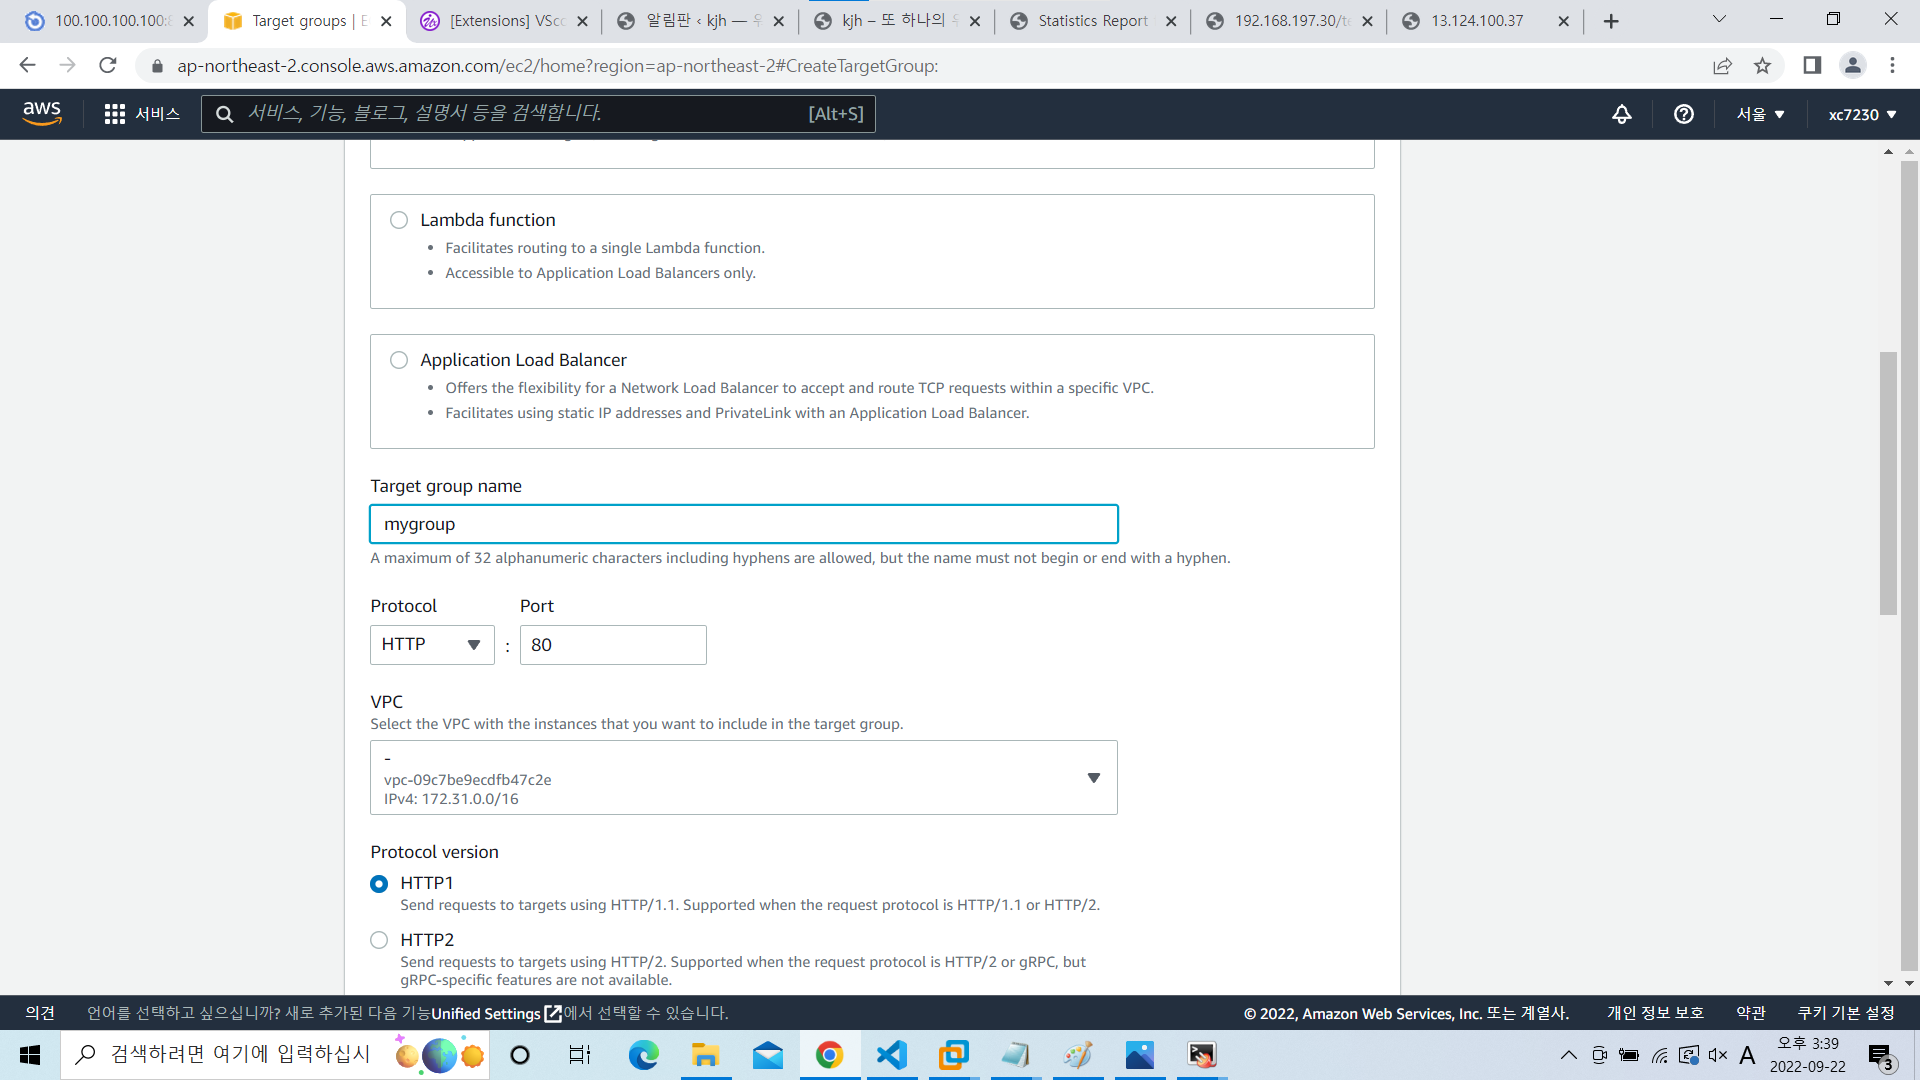 100.100.100.100:8
Target groups | E
[Extensions] VSco
알림판 ‹ kjh — 우
kjh – 또 하나의 우
Statistics Report
192.168.197.30/te
13.124.100.37
ap-northeast-2.console.aws.amazon.com/ec2/home?region=ap-northeast-2#CreateTargetGroup:
aws
서비스
서비스, 기능, 블로그, 설명서 등을 검색합니다.
[Alt+S]
서울
xc7230
Lambda function
Facilitates routing to a single Lambda function.
Accessible to Application Load Balancers only.
Application Load Balancer
Offers the flexibility for a Network Load Balancer to accept and route TCP requests within a specific VPC.
Facilitates using static IP addresses and PrivateLink with an Application Load Balancer.
Target group name
mygroup
A maximum of 32 alphanumeric characters including hyphens are allowed, but the name must not begin or end with a hyphen.
Protocol Port
HTTP : 80
VPC
Select the VPC with the instances that you want to include in the target group.
-
vpc-09c7be9ecdfb47c2e
IPv4: 172.31.0.0/16
Protocol version
HTTP1
Send requests to targets using HTTP/1.1. Supported when the request protocol is HTTP/1.1 or HTTP/2.
HTTP2
Send requests to targets using HTTP/2. Supported when the request protocol is HTTP/2 or gRPC, but
gRPC-specific features are not available.
의견
언어를 선택하고 싶으십니까? 새로 추가된 다음 기능Unified Settings에서 선택할 수 있습니다.
© 2022, Amazon Web Services, Inc. 또는 계열사.
개인 정보 보호
약관
쿠키 기본 설정
검색하려면 여기에 입력하십시
A
오후 3:39
2022-09-22
3